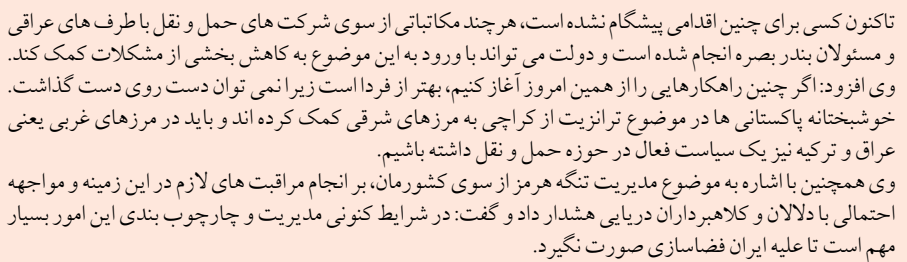 تاکنون کسی برای چنین اقدامی پیشگام نشده است، هر چند مکاتباتی از سوی شرکت های حمل و نقل با طرف های عراقی
و مسئولان بندر بصره انجام شده است و دولت می تواند با ورود به این موضوع به کاهش بخشی از مشکلات کمک کند.
وی افزود: اگر چنین راهکارهایی را از همین امروز آغاز کنیم، بهتر از فردا است زیرا نمی توان دست روی دست گذاشت.
خوشبختانه پاکستانی ها در موضوع ترانزیت از کراچی به مرزهای شرقی کمک کرده اند و باید در مرزهای غربی یعنی
عراق و ترکیه نیز یک سیاست فعال در حوزه حمل و نقل داشته باشیم.
وی همچنین با اشاره به موضوع مدیریت تنگه هرمز از سوی کشورمان، بر انجام مراقبت های لازم در این زمینه و مواجهه
احتمالی با دلالان و کلاهبرداران دریایی هشدار داد و گفت: در شرایط کنونی مدیریت و چارچوب بندی این امور بسیار
مهم است تا علیه ایران فضاسازی صورت نگیرد.